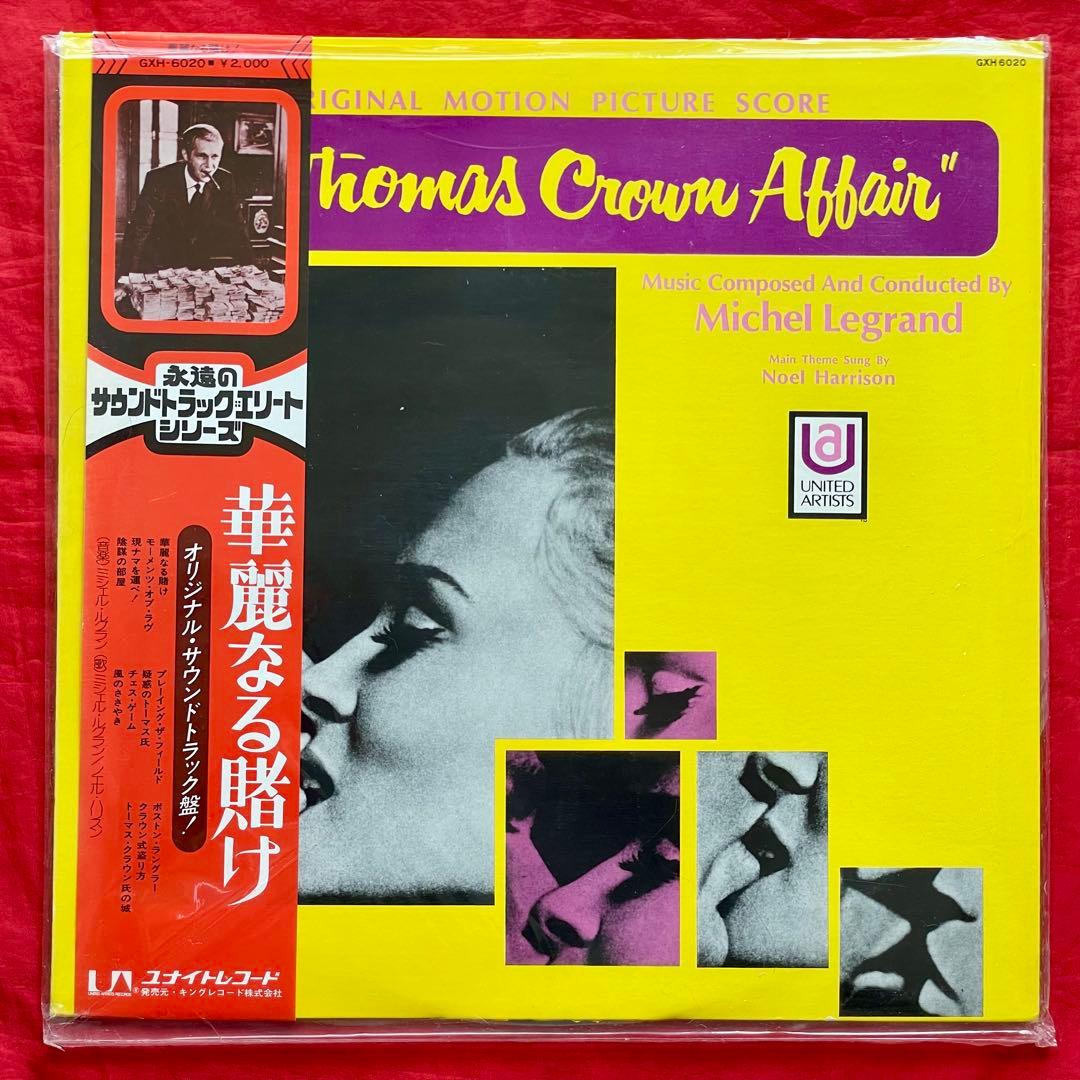 GXH-6020■ ¥2,000
永遠の
サウンドトラック・エリート
シリーズ
華麗なる賭け
オリジナル・サウンドトラック盤!
華麗なる賭け
モーメンツ・オブ・ラヴ
現ナマを運べ!
陰謀の部屋
プレーイング・ザ・フィールド
疑惑のトーマス氏
チェス・ゲーム
風のささやき
ボストン・ラングラー
クラウン式盗り方
トーマス・クラウン氏の城
(音楽)ミシェル・ルグラン (歌)ミシェル・ルグラン/ノエル・ハリスン
UA
UNITED ARTISTS RECORDS
ユナイトレコード
発売元・キングレコード株式会社
GXH 6020
RIGINAL MOTION PICTURE SCORE
Thomas Crown Affair"
Music Composed And Conducted By
Michel Legrand
Main Theme Sung By
Noel Harrison
UA
UNITED
ARTISTS